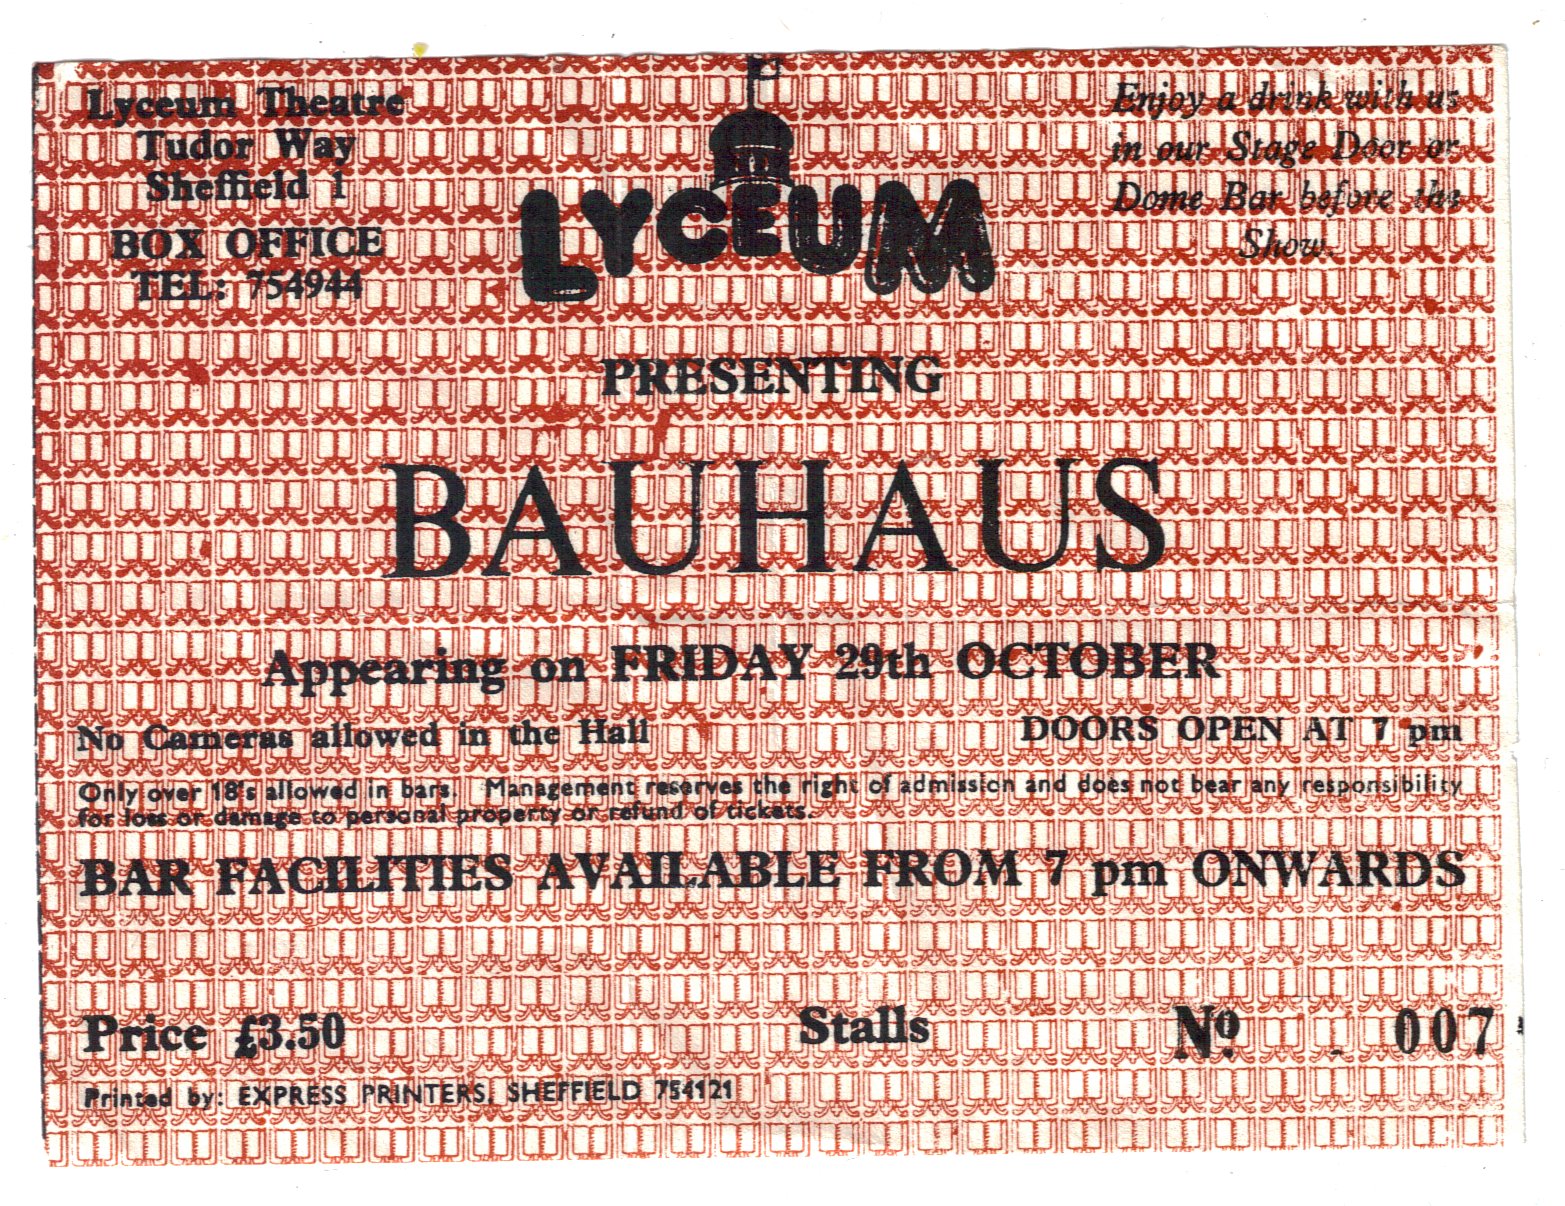 Lyceum Theatre
Tudor Way
Sheffield 1
BOX OFFICE
TEL: 754944
LYCEUM
Enjoy a drink with us
in our Stage Door or
Dome Bar before the
Show.
PRESENTING
BAUHAUS
Appearing on FRIDAY 29th OCTOBER
No Cameras allowed in the Hall
DOORS OPEN AT 7 pm
Only over 18's allowed in bars. Management reserves the right of admission and does not bear any responsibility
for loss or damage to personal property or refund of tickets.
BAR FACILITIES AVAILABLE FROM 7 pm ONWARDS
Price £3.50
Stalls
Nº 007
Printed by: EXPRESS PRINTERS, SHEFFIELD 754121